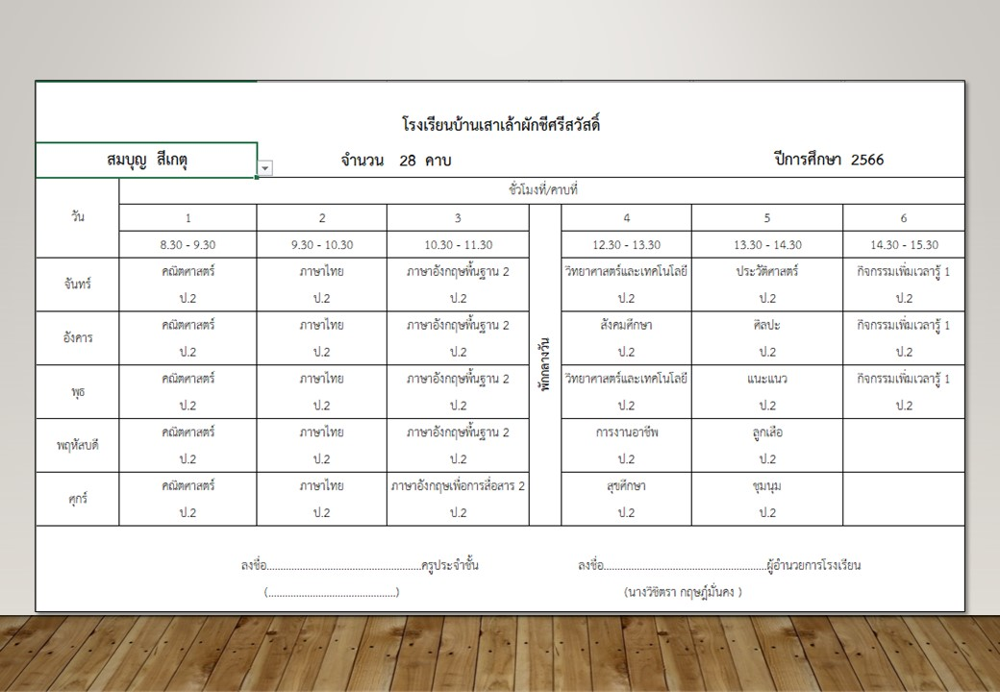 โรงเรียนบ้านเสาเล้าผักชีศรีสวัสดิ์
สมบุญ สีเกตุ จำนวน 28 คาบ ปีการศึกษา 2566
วัน ชั่วโมงที่/คาบที่
1 2 3 4 5 6
8.30 - 9.30 9.30 - 10.30 10.30 - 11.30 12.30 - 13.30 13.30 - 14.30 14.30 - 15.30
พักกลางวัน
จันทร์ คณิตศาสตร์ ภาษาไทย ภาษาอังกฤษพื้นฐาน 2 วิทยาศาสตร์และเทคโนโลยี ประวัติศาสตร์ กิจกรรมเพิ่มเวลารู้ 1
ป.2 ป.2 ป.2 ป.2 ป.2 ป.2
อังคาร คณิตศาสตร์ ภาษาไทย ภาษาอังกฤษพื้นฐาน 2 สังคมศึกษา ศิลปะ กิจกรรมเพิ่มเวลารู้ 1
ป.2 ป.2 ป.2 ป.2 ป.2 ป.2
พุธ คณิตศาสตร์ ภาษาไทย ภาษาอังกฤษพื้นฐาน 2 วิทยาศาสตร์และเทคโนโลยี แนะแนว กิจกรรมเพิ่มเวลารู้ 1
ป.2 ป.2 ป.2 ป.2 ป.2 ป.2
พฤหัสบดี คณิตศาสตร์ ภาษาไทย ภาษาอังกฤษพื้นฐาน 2 การงานอาชีพ ลูกเสือ
ป.2 ป.2 ป.2 ป.2 ป.2
ศุกร์ คณิตศาสตร์ ภาษาไทย ภาษาอังกฤษเพื่อการสื่อสาร 2 สุขศึกษา ชุมนุม
ป.2 ป.2 ป.2 ป.2 ป.2
ลงชื่อ........................................................ครูประจำชั้น ลงชื่อ...........................................................ผู้อำนวยการโรงเรียน
(...............................................) (นางวิชิตรา กฤษฎ์มั่นคง )